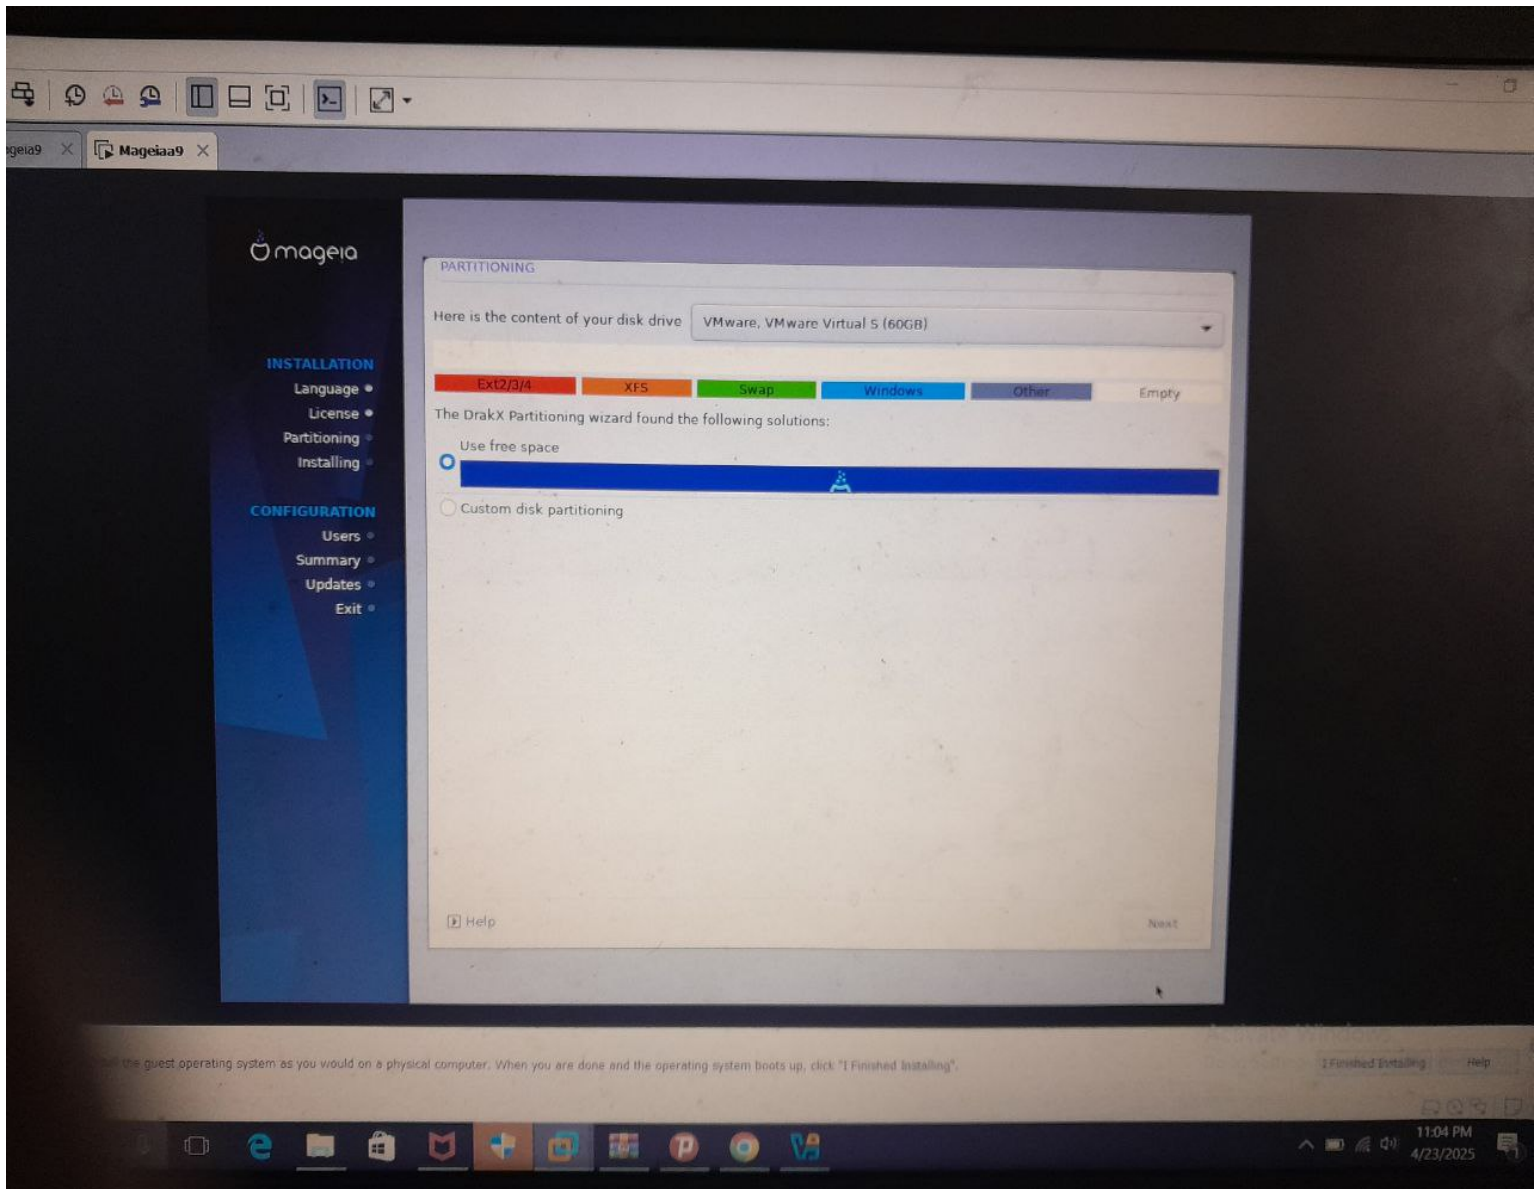 Mageiaa9
mageia
PARTITIONING
Here is the content of your disk drive
VMware, VMware Virtual S (60GB)
Ext2/3/4
XFS
Swap
Windows
Other
Empty
The DrakX Partitioning wizard found the following solutions:
Use free space
Custom disk partitioning
INSTALLATION
Language
License
Partitioning
Installing
CONFIGURATION
Users
Summary
Updates
Exit
Help
Next
the guest operating system as you would on a physical computer. When you are done and the operating system boots up, click "I Finished Installing".
I Finished Installing
Help
11:04 PM
4/23/2025